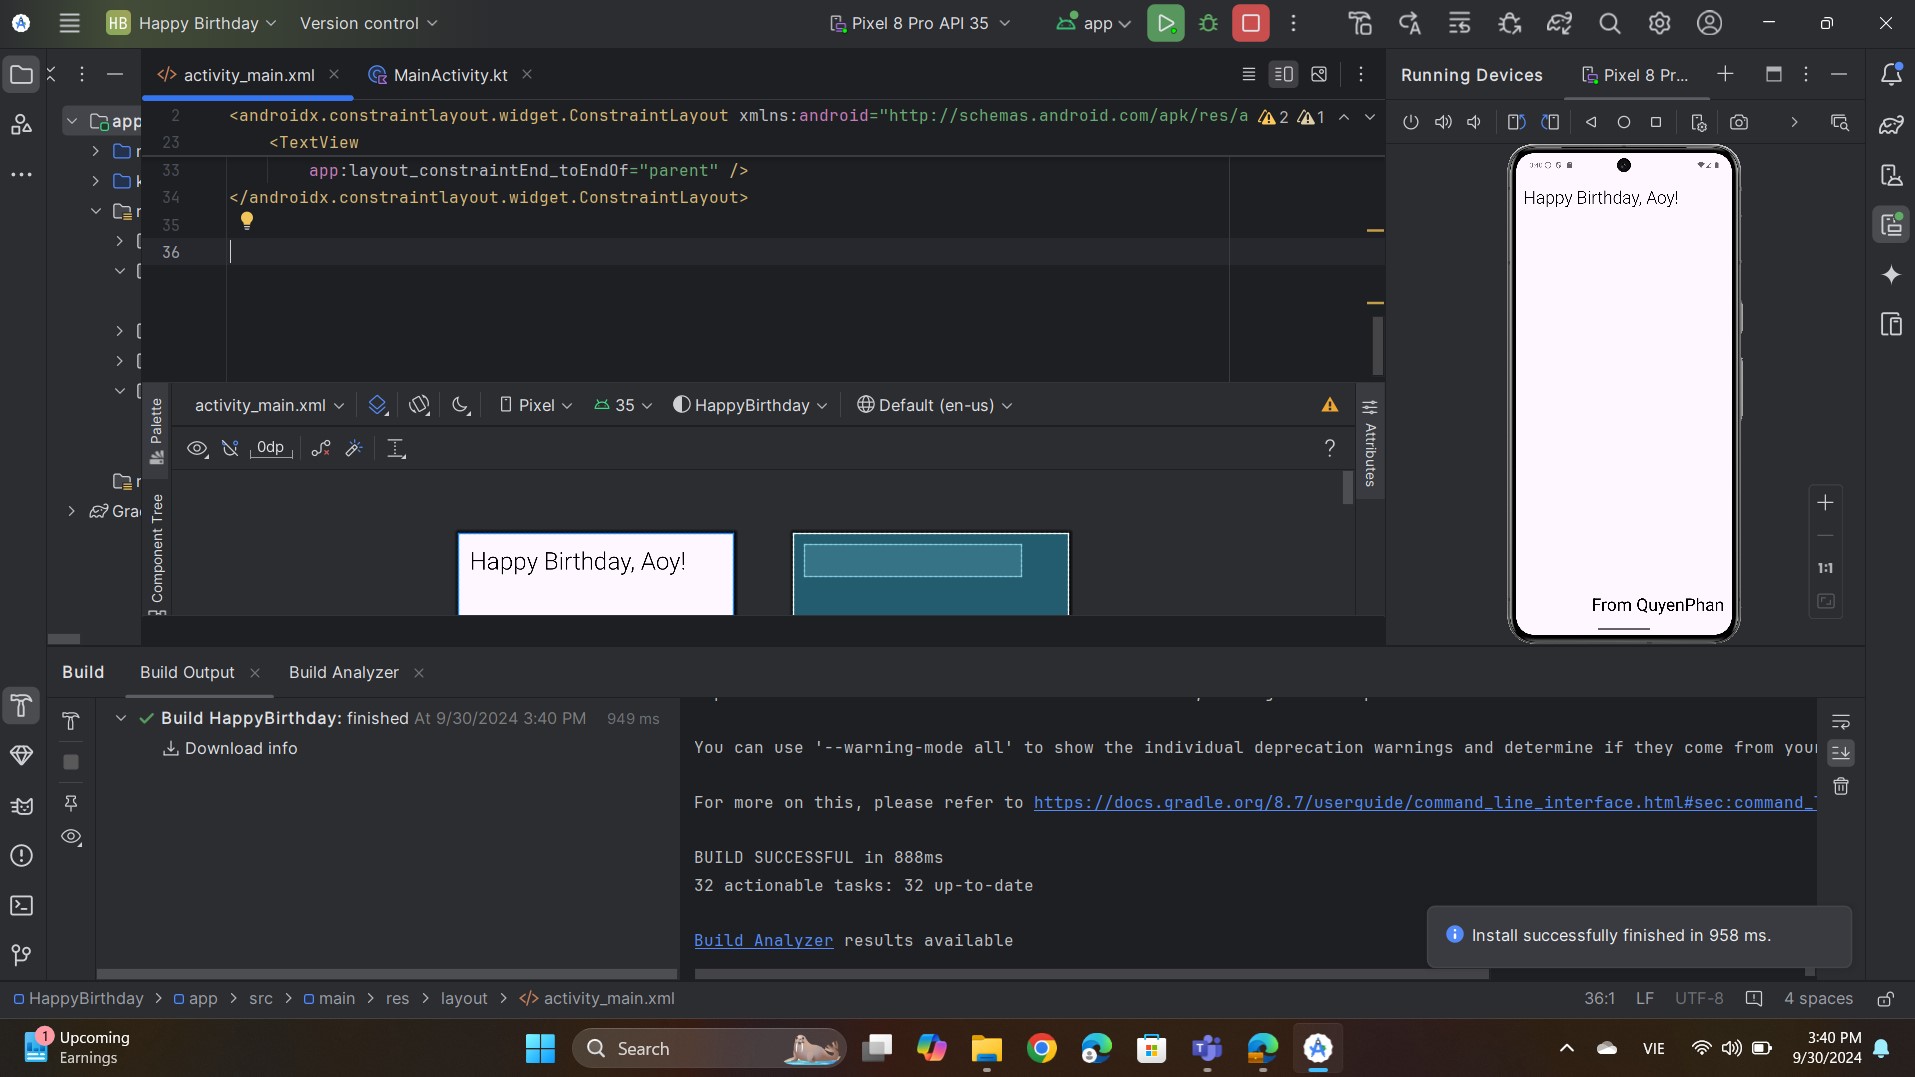 HB Happy Birthday
Version control
Pixel 8 Pro API 35
app
activity_main.xml
MainActivity.kt
Running Devices
Pixel 8 Pr...
app
Gra
2 <androidx.constraintlayout.widget.ConstraintLayout xmlns:android="http://schemas.android.com/apk/res/a
2 1
23 <TextView
33 app:layout_constraintEnd_toEndOf="parent" />
34 </androidx.constraintlayout.widget.ConstraintLayout>
35
36
Palette
Component Tree
activity_main.xml
Pixel
35
HappyBirthday
Default (en-us)
0dp
?
Attributes
Happy Birthday, Aoy!
3:40
Happy Birthday, Aoy!
From QuyenPhan
1:1
Build
Build Output
Build Analyzer
Build HappyBirthday: finished At 9/30/2024 3:40 PM 949 ms
Download info
You can use '--warning-mode all' to show the individual deprecation warnings and determine if they come from your
For more on this, please refer to https://docs.gradle.org/8.7/userguide/command_line_interface.html#sec:command_
BUILD SUCCESSFUL in 888ms
32 actionable tasks: 32 up-to-date
Build Analyzer results available
Install successfully finished in 958 ms.
HappyBirthday > app > src > main > res > layout > activity_main.xml
36:1 LF UTF-8 4 spaces
1
Upcoming
Earnings
Search
VIE
3:40 PM
9/30/2024